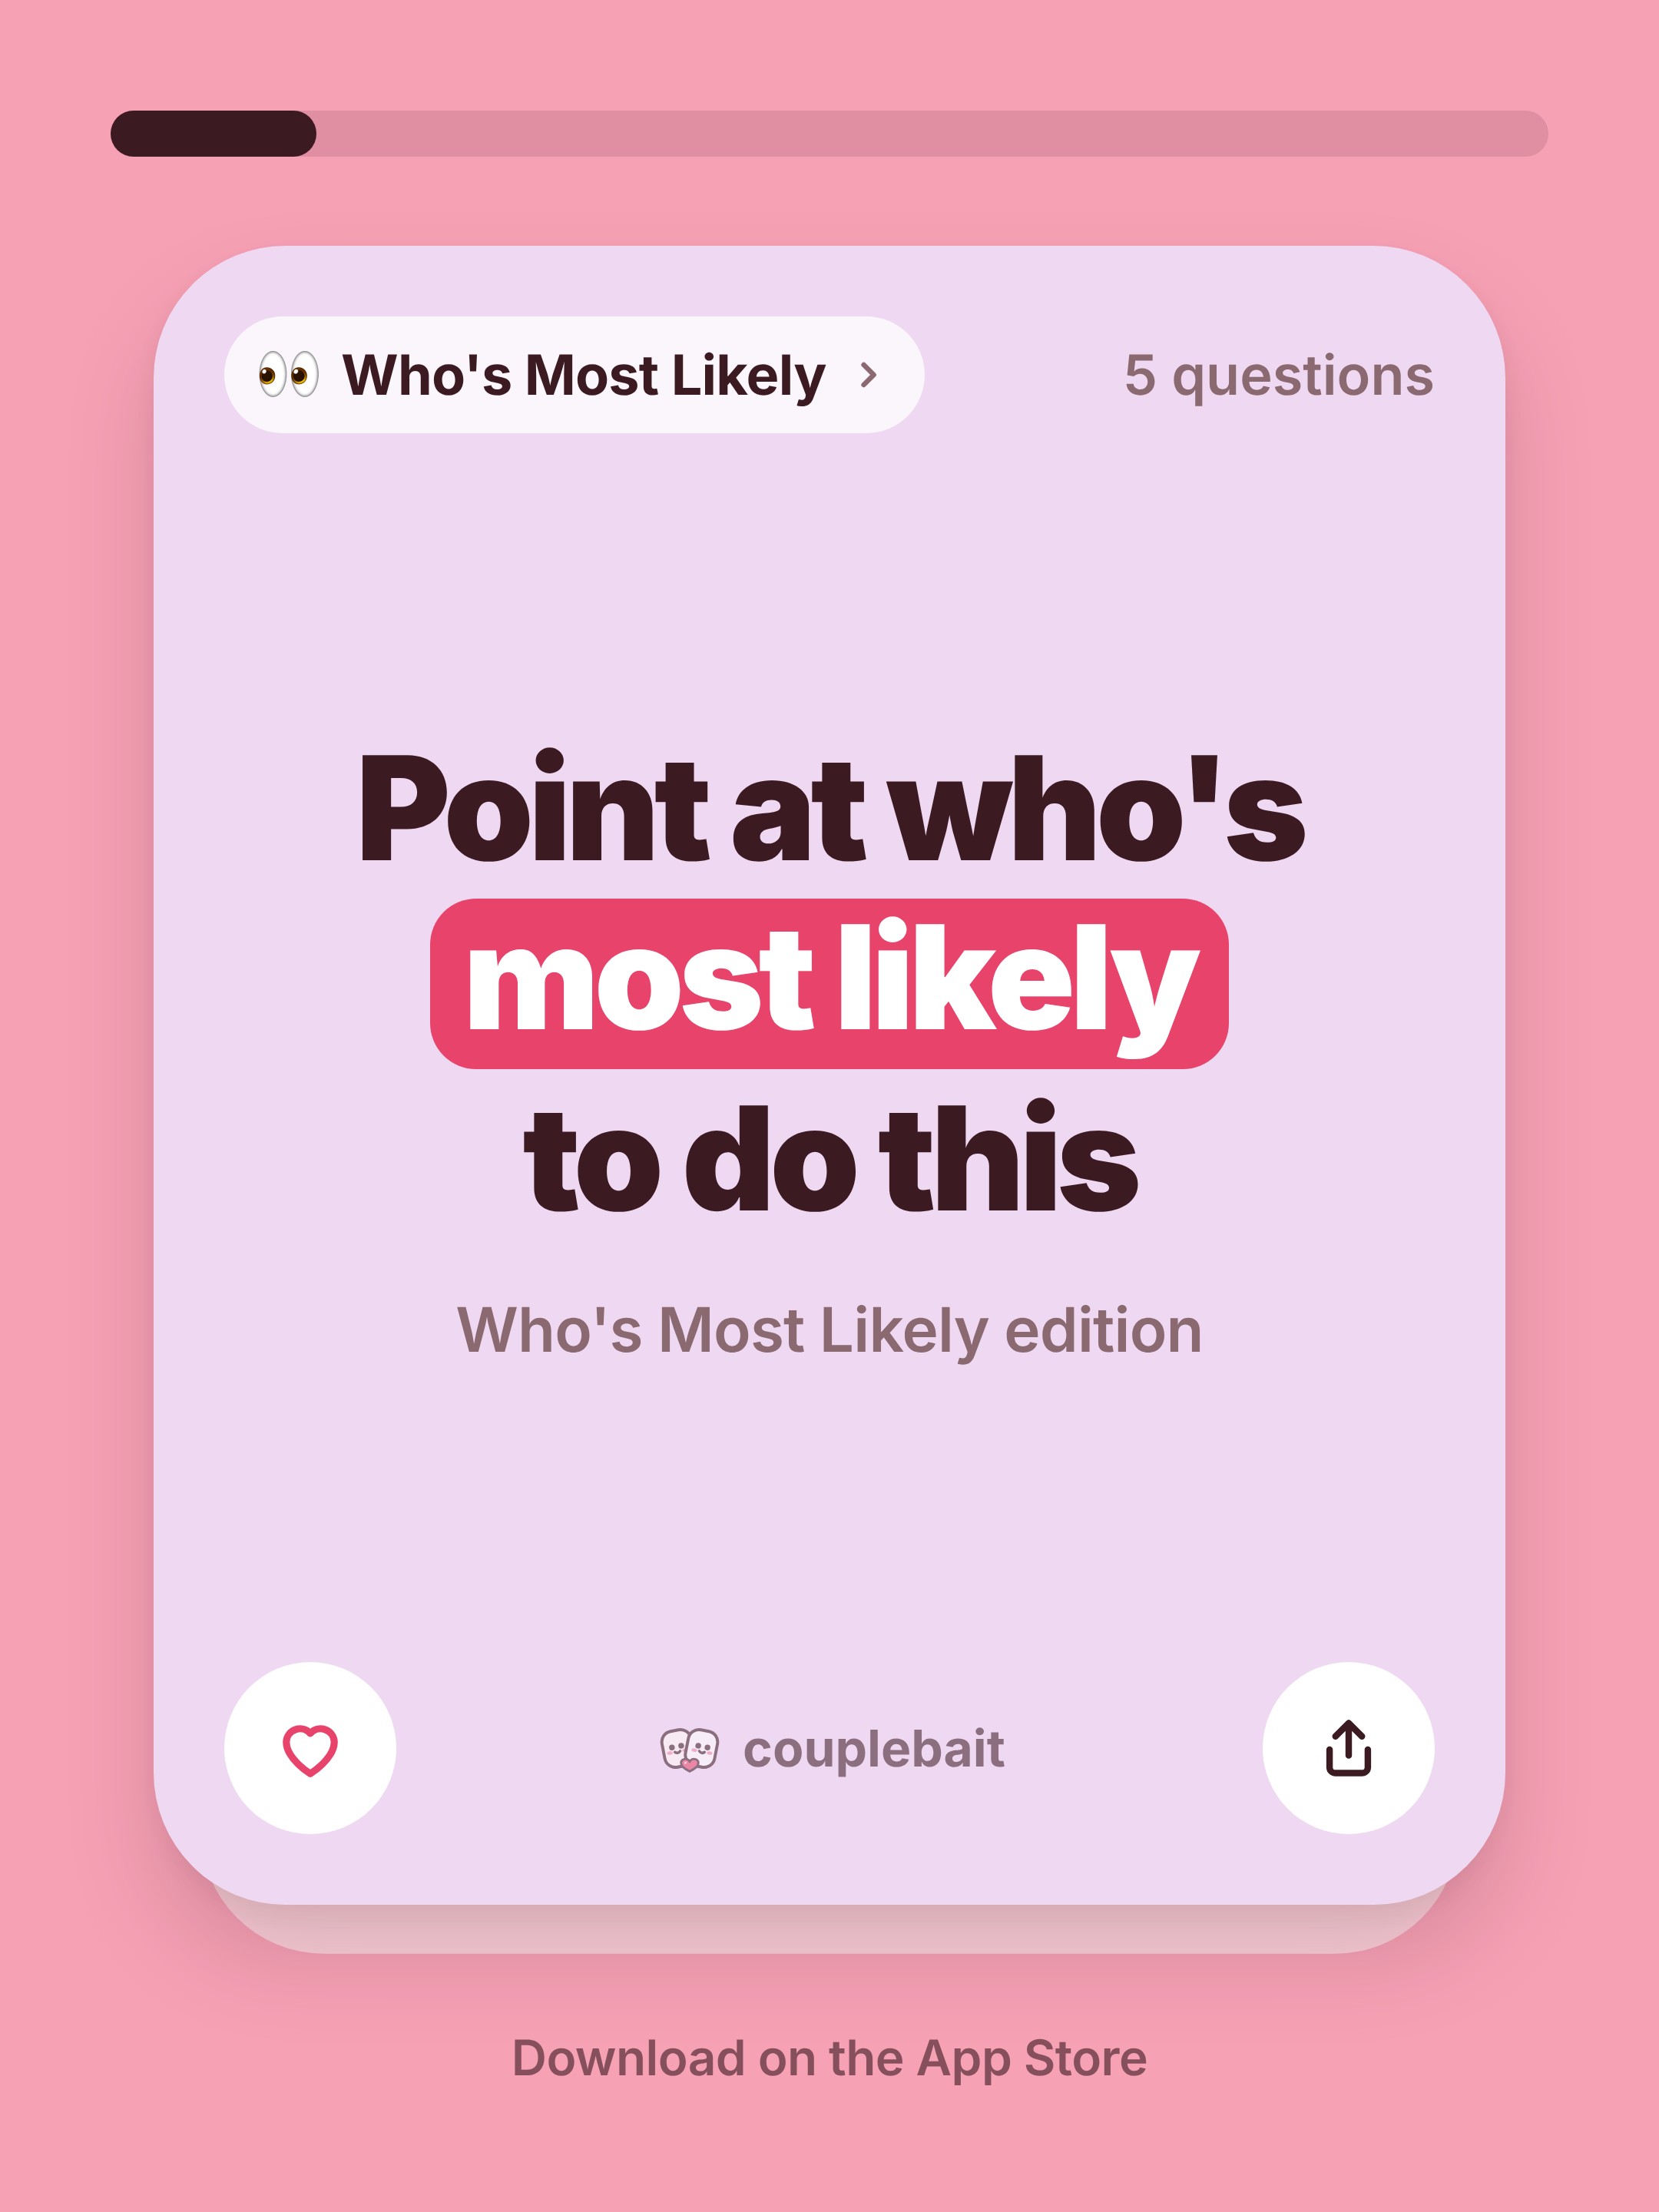 👀 Who's Most Likely
5 questions
Point at who's
most likely
to do this
Who's Most Likely edition
couplebait
Download on the App Store